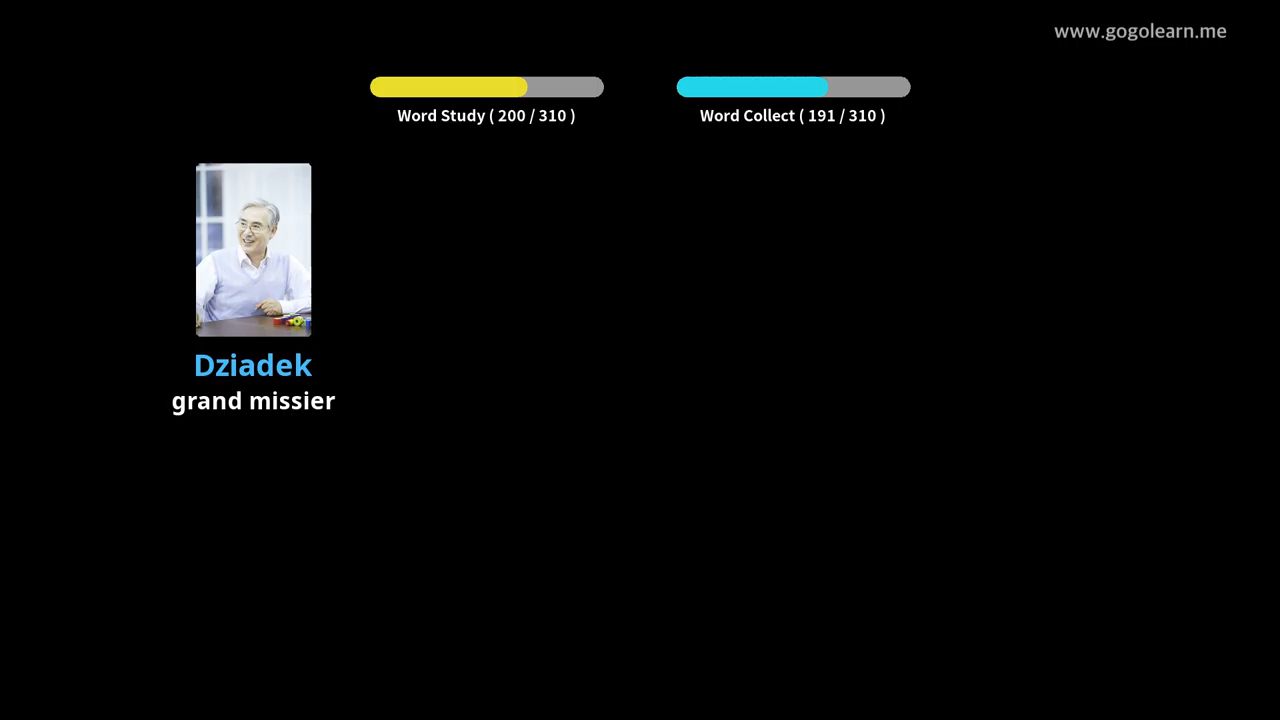 www.gogolearn.me
Word Study ( 200 / 310 )
Word Collect ( 191 / 310 )
Dziadek
grand missier